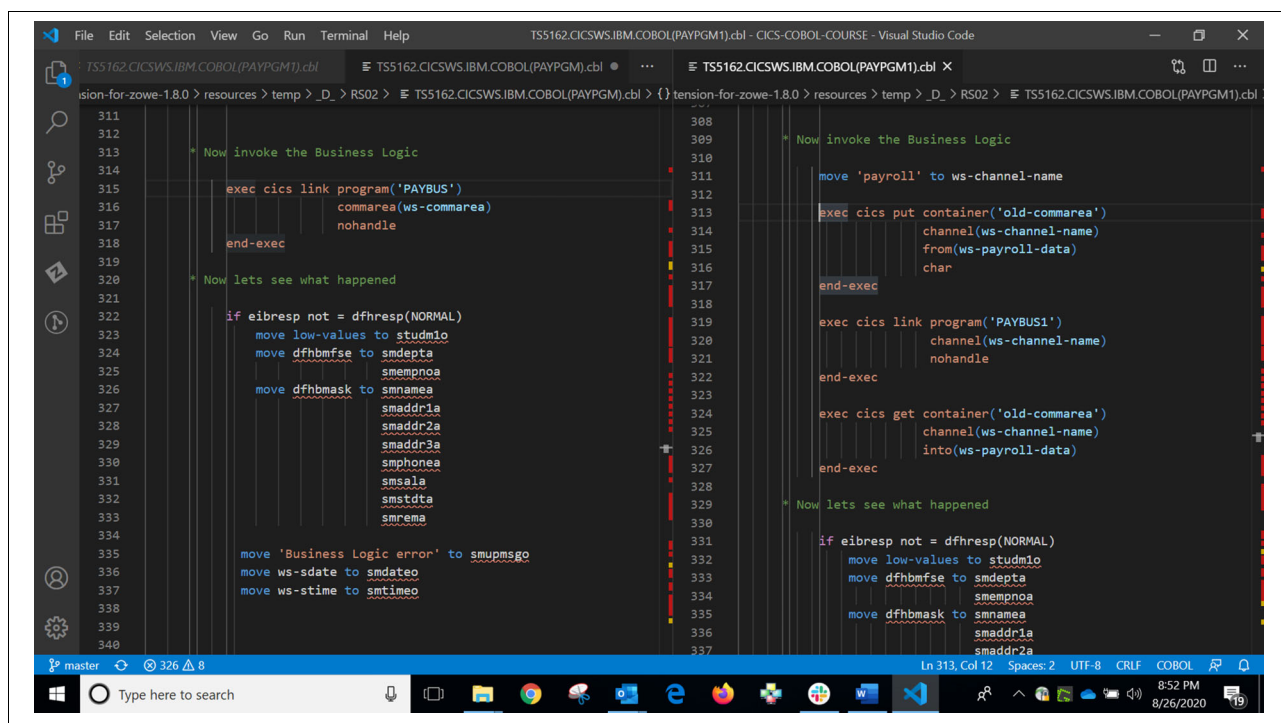 File Edit Selection View Go Run Terminal Help TS5162.CICSWS.IBM.COBOL(PAYPGM1).cbl - CICS-COBOL-COURSE - Visual Studio Code
TS5162.CICSWS.IBM.COBOL(PAYPGM1).cbl TS5162.CICSWS.IBM.COBOL(PAYPGM).cbl ● ··· TS5162.CICSWS.IBM.COBOL(PAYPGM1).cbl × ···
1
sion-for-zowe-1.8.0 > resources > temp > _D_ > RS02 > TS5162.CICSWS.IBM.COBOL(PAYPGM).cbl > {}
311
312
313 * Now invoke the Business Logic
314
315 exec cics link program('PAYBUS')
316 commarea(ws-commarea)
317 nohandle
318 end-exec
319
320 * Now lets see what happened
321
322 if eibresp not = dfhresp(NORMAL)
323 move low-values to studm1o
324 move dfhbmfse to smdepta
325 smempnoa
326 move dfhbmask to smnamea
327 smaddr1a
328 smaddr2a
329 smaddr3a
330 smphonea
331 smsala
332 smstdta
333 smrema
334
335 move 'Business Logic error' to smupmsgo
336 move ws-sdate to smdateo
337 move ws-stime to smtimeo
338
339
340
tension-for-zowe-1.8.0 > resources > temp > _D_ > RS02 > TS5162.CICSWS.IBM.COBOL(PAYPGM1).cbl
308
309 * Now invoke the Business Logic
310
311 move 'payroll' to ws-channel-name
312
313 exec cics put container('old-commarea')
314 channel(ws-channel-name)
315 from(ws-payroll-data)
316 char
317 end-exec
318
319 exec cics link program('PAYBUS1')
320 channel(ws-channel-name)
321 nohandle
322 end-exec
323
324 exec cics get container('old-commarea')
325 channel(ws-channel-name)
326 into(ws-payroll-data)
327 end-exec
328
329 * Now lets see what happened
330
331 if eibresp not = dfhresp(NORMAL)
332 move low-values to studm1o
333 move dfhbmfse to smdepta
334 smempnoa
335 move dfhbmask to smnamea
336 smaddr1a
337 smaddr2a
master 326 8 Ln 313, Col 12 Spaces: 2 UTF-8 CRLF COBOL
Type here to search 8:52 PM
8/26/2020 19